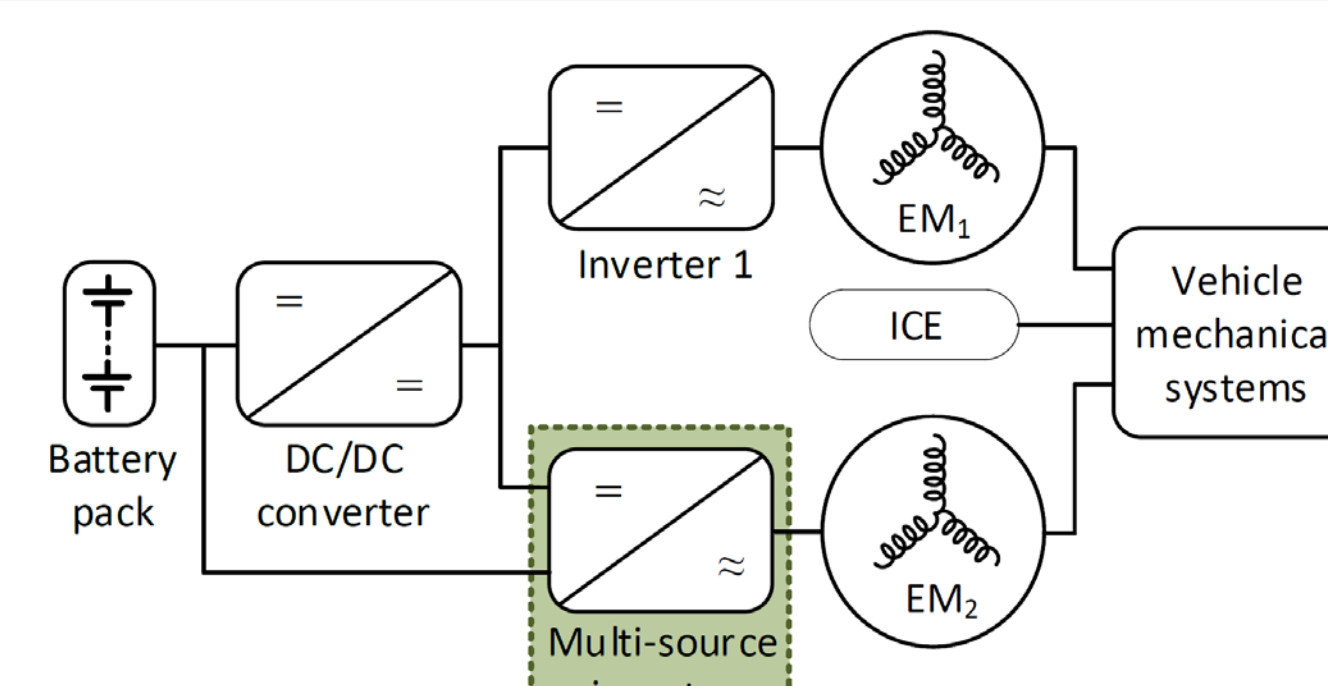 =
≈
EM₁
Inverter 1
=
=
ICE
Vehicle
mechanica
systems
Battery
pack
DC/DC
converter
=
≈
EM₂
Multi-source